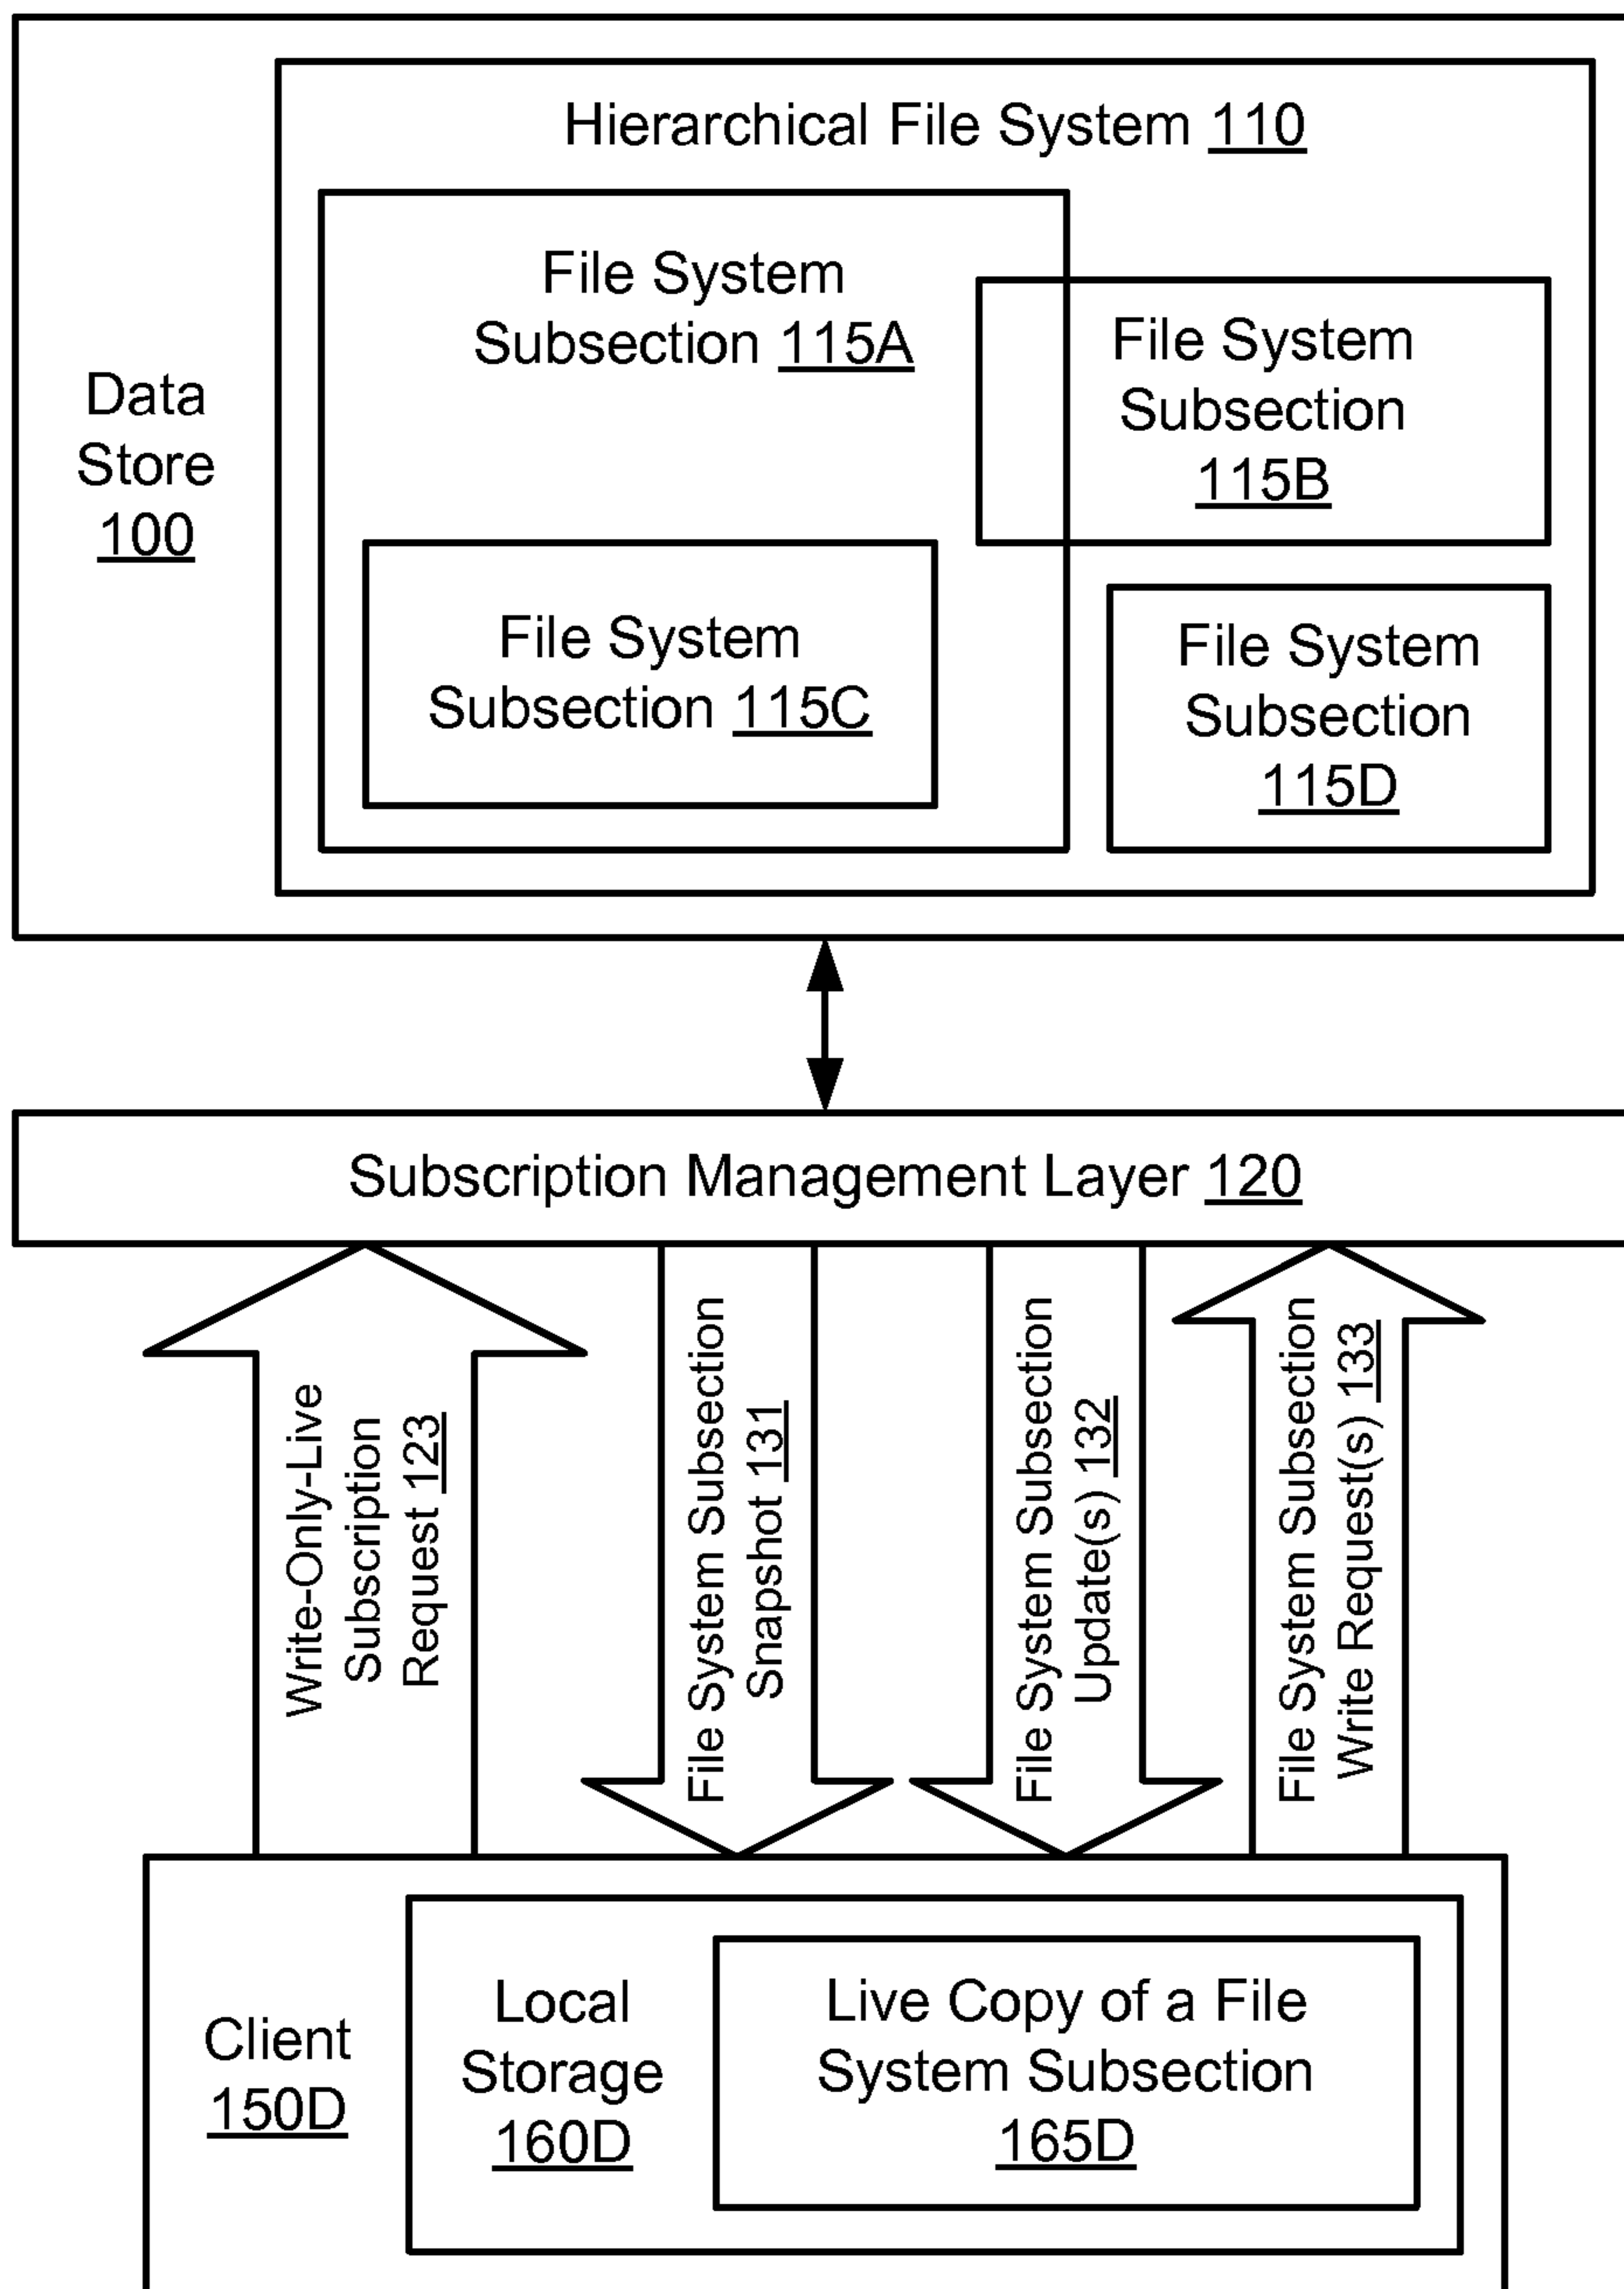 Hierarchical File System 110
File System
Subsection 115A
File System
Subsection
115B
Data
Store
100
File System
Subsection 115C
File System
Subsection
115D
Subscription Management Layer 120
Write-Only-Live
Subscription
Request 123
File System Subsection
Snapshot 131
File System Subsection
Update(s) 132
File System Subsection
Write Request(s) 133
Client
150D
Local
Storage
160D
Live Copy of a File
System Subsection
165D